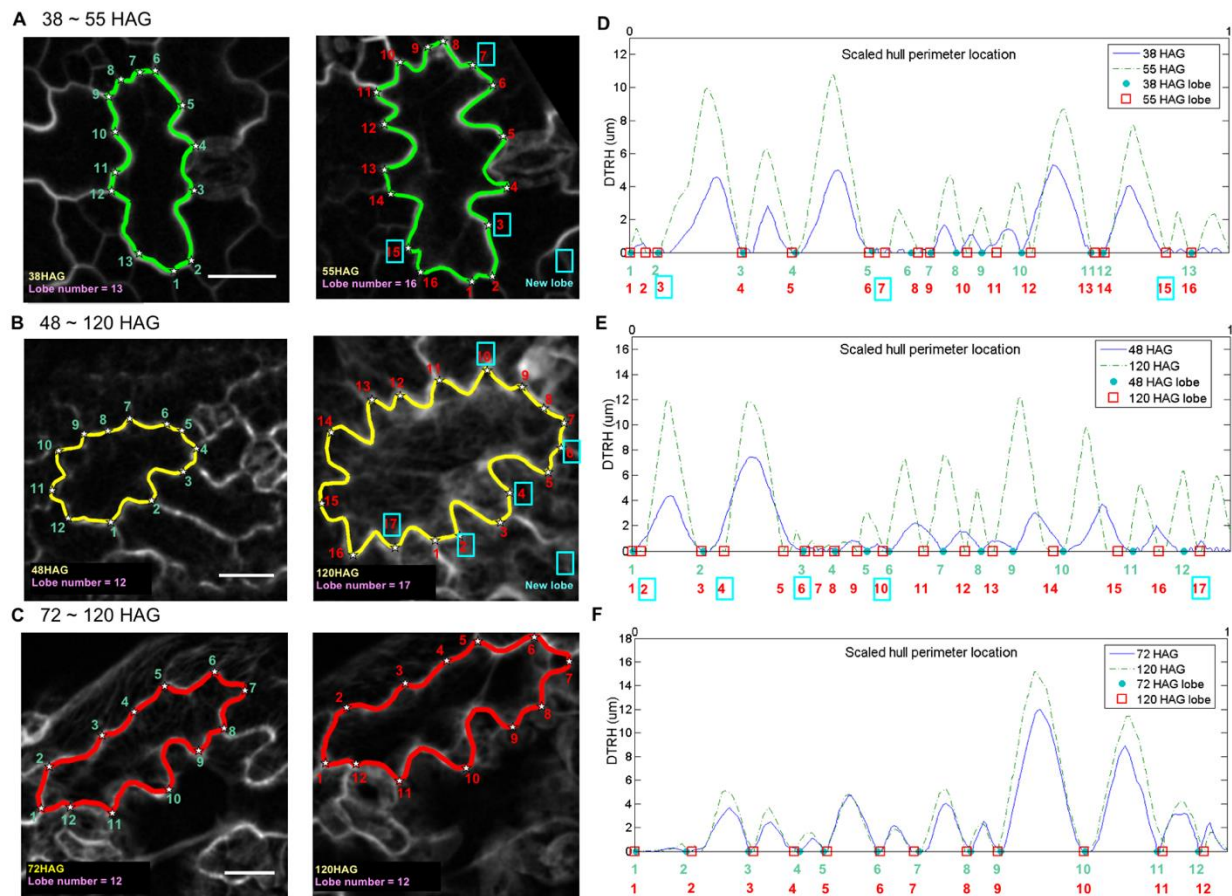 A 38 ~ 55 HAG
7 6
8
9
5
10
4
11
12
3
13
2
1
38HAG
Lobe number = 13
8
9
7
10
6
11
12
5
13
14
4
3
15
16
1
2
55HAG
Lobe number = 16
New lobe
D
0 1
Scaled hull perimeter location
38 HAG
55 HAG
38 HAG lobe
55 HAG lobe
DTRH (um)
12
10
8
6
4
2
0
1 2 3 4 5 6 7 8 9 10 11 12 13
1 2 3 4 5 6 7 8 9 10 11 12 13 14 15 16
B 48 ~ 120 HAG
7
6
5
8
9
4
10
3
11
2
12
1
48HAG
Lobe number = 12
10
11
9
12
13
8
7
14
6
5
4
15
3
17
16
1
2
120HAG
Lobe number = 17
New lobe
E
0 1
Scaled hull perimeter location
48 HAG
120 HAG
48 HAG lobe
120 HAG lobe
DTRH (um)
16
14
12
10
8
6
4
2
0
1 2 3 4 5 6 7 8 9 10 11 12
1 2 3 4 5 6 7 8 9 10 11 12 13 14 15 16 17
C 72 ~ 120 HAG
6
5
7
4
3
8
2
9
10
1
12
11
72HAG
Lobe number = 12
5
6
4
7
3
2
8
9
1
12
10
11
120HAG
Lobe number = 12
F
0 1
Scaled hull perimeter location
72 HAG
120 HAG
72 HAG lobe
120 HAG lobe
DTRH (um)
18
16
14
12
10
8
6
4
2
0
1 2 3 4 5 6 7 8 9 10 11 12
1 2 3 4 5 6 7 8 9 10 11 12